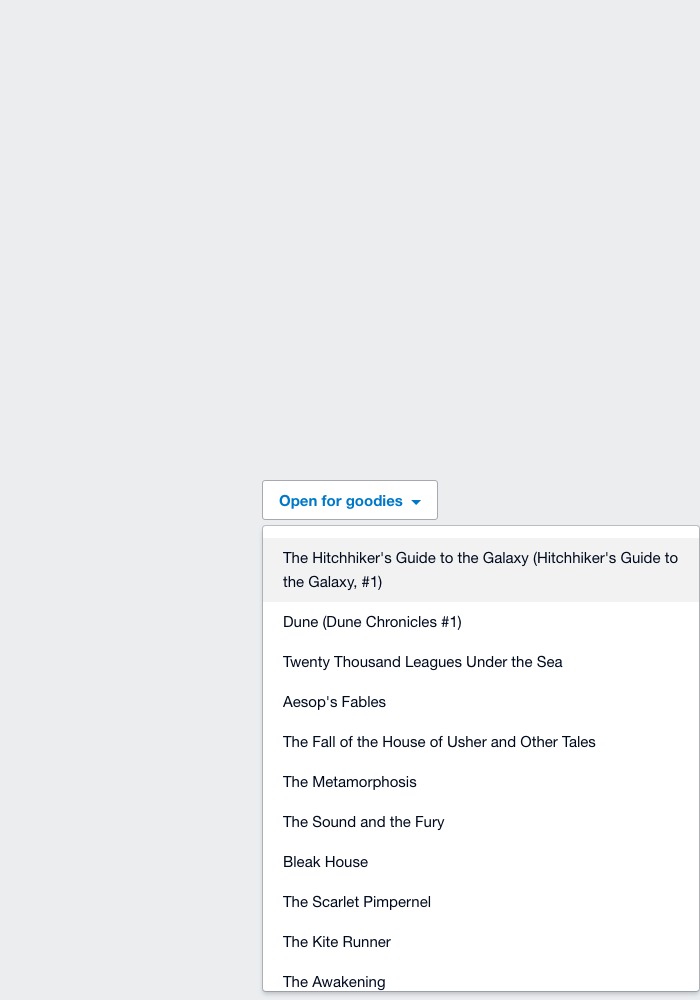 Open for goodies
The Hitchhiker's Guide to the Galaxy (Hitchhiker's Guide to
the Galaxy, #1)
Dune (Dune Chronicles #1)
Twenty Thousand Leagues Under the Sea
Aesop's Fables
The Fall of the House of Usher and Other Tales
The Metamorphosis
The Sound and the Fury
Bleak House
The Scarlet Pimpernel
The Kite Runner
The Awakening